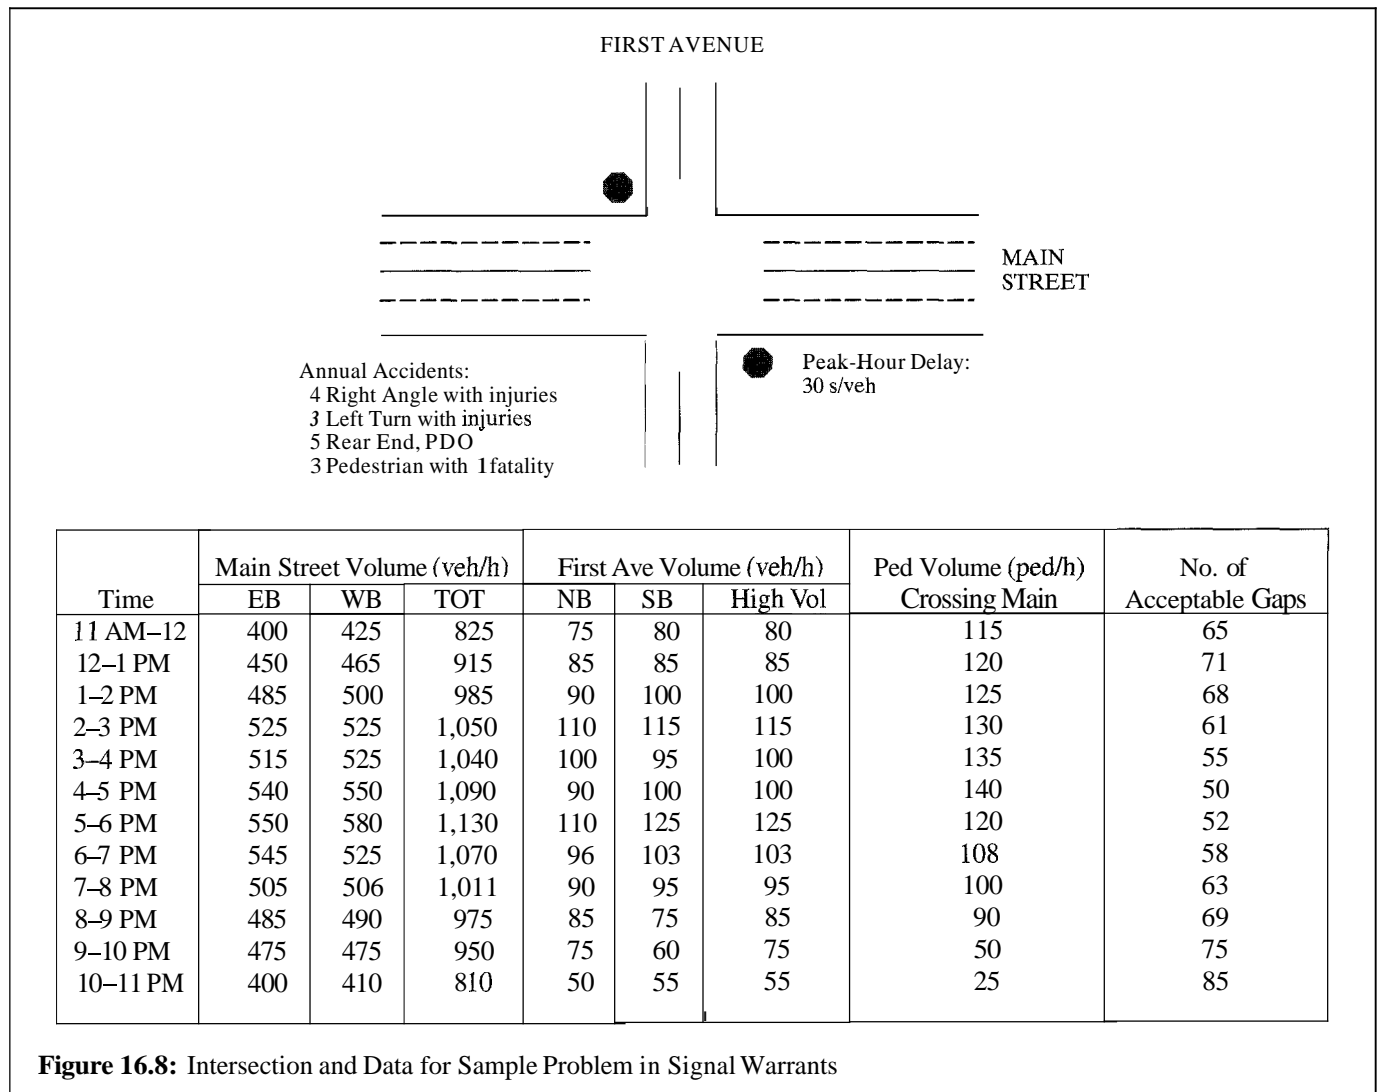 FIRST AVENUE
MAIN
STREET
Annual Accidents:
4 Right Angle with injuries
3 Left Turn with injuries
5 Rear End, PDO
3 Pedestrian with 1 fatality
Peak-Hour Delay:
30 s/veh
Main Street Volume (veh/h) First Ave Volume (veh/h) Ped Volume (ped/h) No. of
Time EB WB TOT NB SB High Vol Crossing Main Acceptable Gaps
11 AM–12 400 425 825 75 80 80 115 65
12–1 PM 450 465 915 85 85 85 120 71
1–2 PM 485 500 985 90 100 100 125 68
2–3 PM 525 525 1,050 110 115 115 130 61
3–4 PM 515 525 1,040 100 95 100 135 55
4–5 PM 540 550 1,090 90 100 100 140 50
5–6 PM 550 580 1,130 110 125 125 120 52
6–7 PM 545 525 1,070 96 103 103 108 58
7–8 PM 505 506 1,011 90 95 95 100 63
8–9 PM 485 490 975 85 75 85 90 69
9–10 PM 475 475 950 75 60 75 50 75
10–11 PM 400 410 810 50 55 55 25 85
Figure 16.8: Intersection and Data for Sample Problem in Signal Warrants